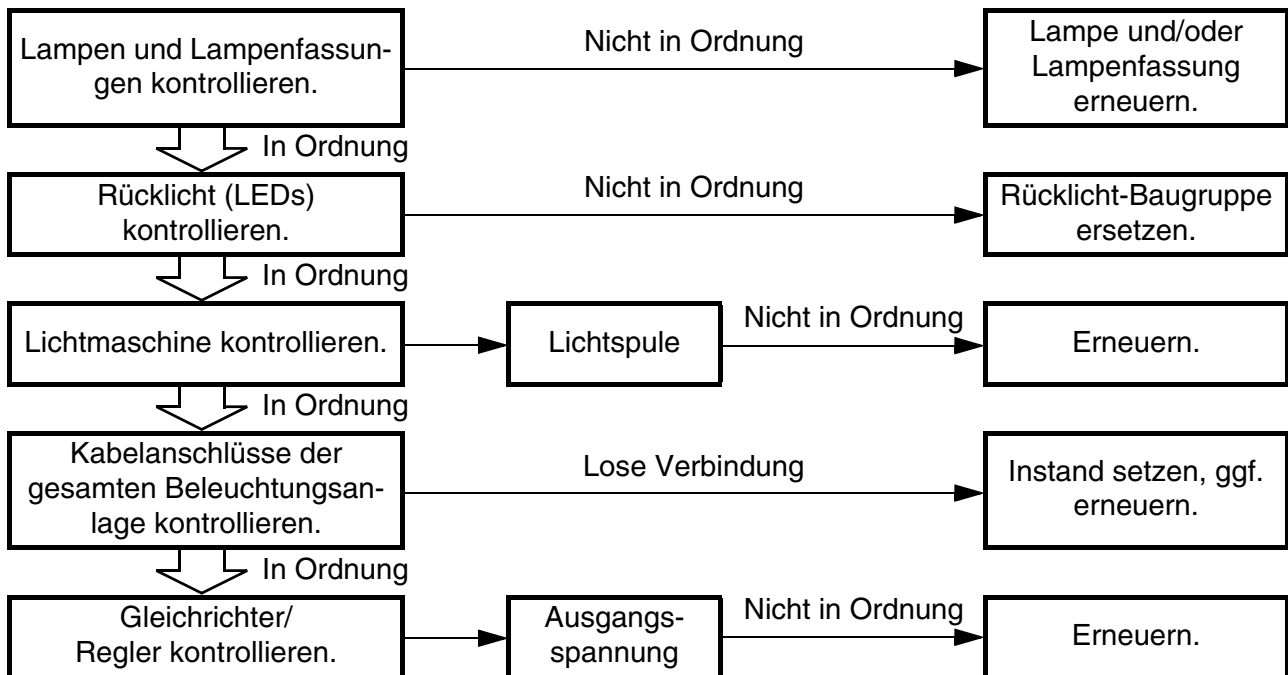 Lampen und Lampenfassun-
gen kontrollieren.
Nicht in Ordnung
Lampe und/oder
Lampenfassung
erneuern.
In Ordnung
Rücklicht (LEDs)
kontrollieren.
Nicht in Ordnung
Rücklicht-Baugruppe
ersetzen.
In Ordnung
Lichtmaschine kontrollieren.
Lichtspule
Nicht in Ordnung
Erneuern.
In Ordnung
Kabelanschlüsse der
gesamten Beleuchtungsan-
lage kontrollieren.
Lose Verbindung
Instand setzen, ggf.
erneuern.
In Ordnung
Gleichrichter/
Regler kontrollieren.
Ausgangs-
spannung
Nicht in Ordnung
Erneuern.